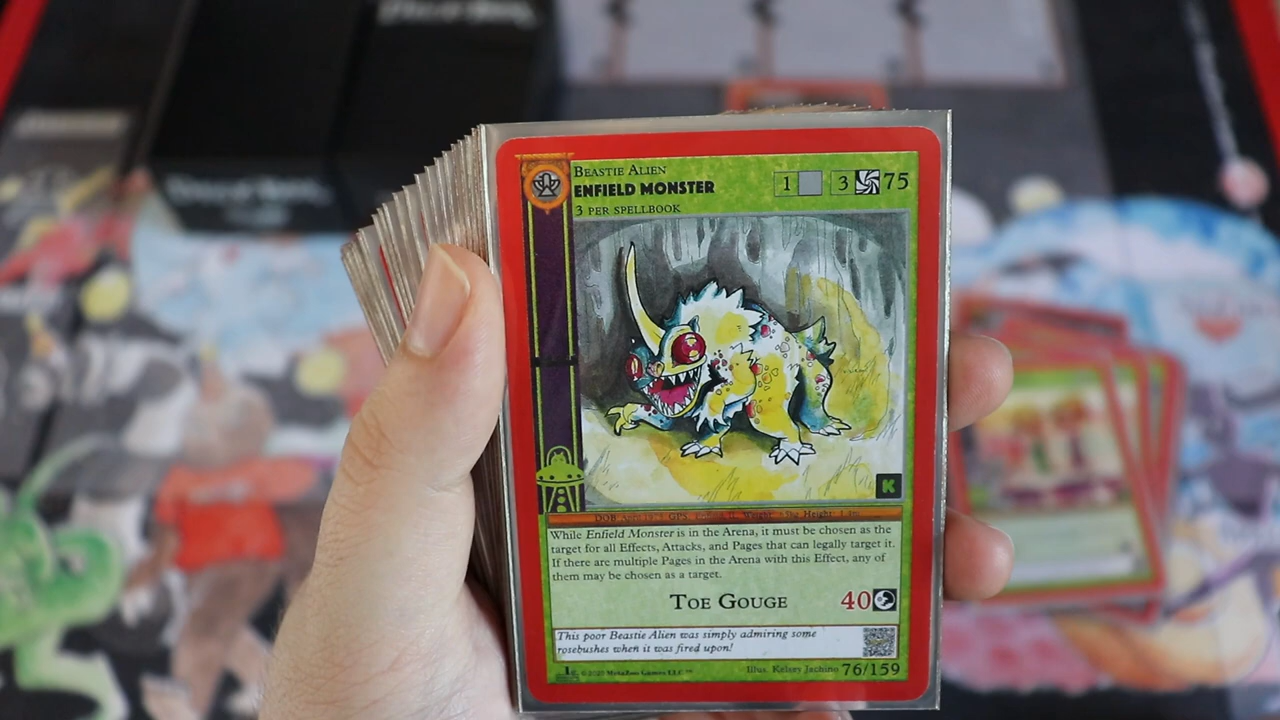 BEASTIE ALIEN
ENFIELD MONSTER
1 3 75
3 PER SPELLBOOK
K
While Enfield Monster is in the Arena, it must be chosen as the
target for all Effects, Attacks, and Pages that can legally target it.
If there are multiple Pages in the Arena with this Effect, any of
them may be chosen as a target.
TOE GOUGE 40
This poor Beastie Alien was simply admiring some
rosebushes when it was fired upon!
MetaZoo Games LLC
Illus. Kelsey Jachino 76/159